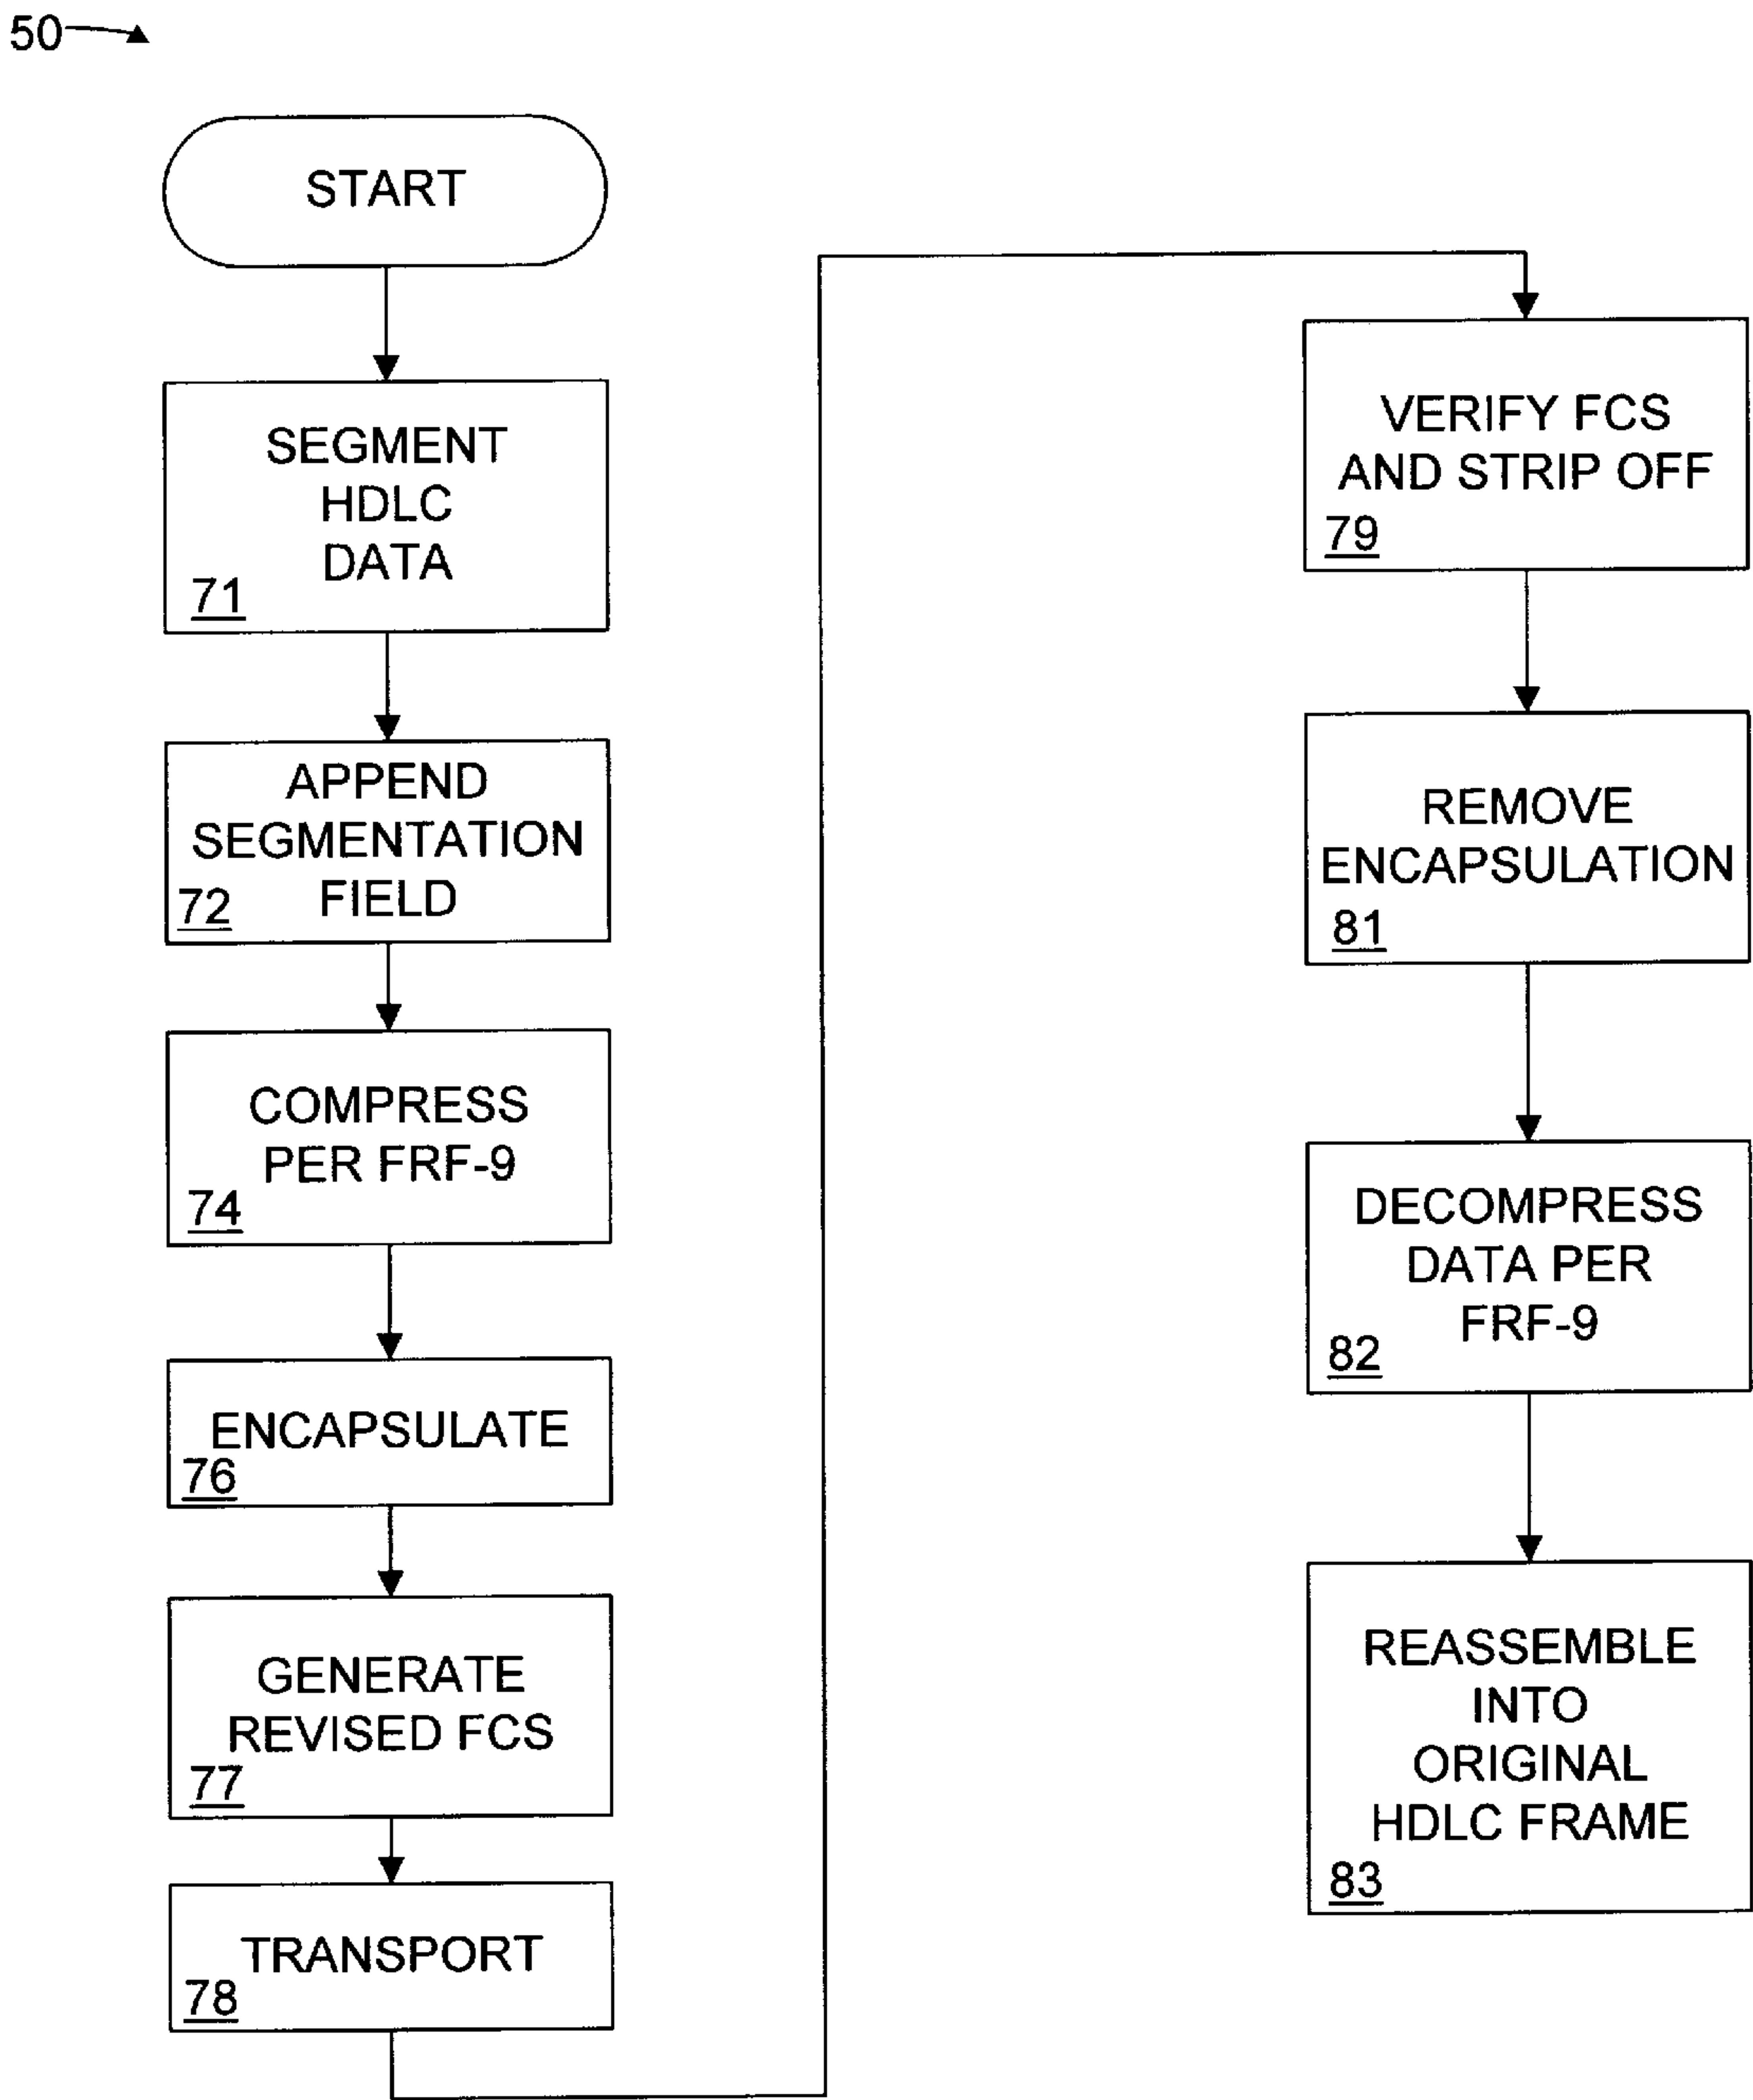 50
START
SEGMENT
HDLC
DATA
71
APPEND
SEGMENTATION
FIELD
72
COMPRESS
PER FRF-9
74
ENCAPSULATE
76
GENERATE
REVISED FCS
77
TRANSPORT
78
VERIFY FCS
AND STRIP OFF
79
REMOVE
ENCAPSULATION
81
DECOMPRESS
DATA PER
FRF-9
82
REASSEMBLE
INTO
ORIGINAL
HDLC FRAME
83